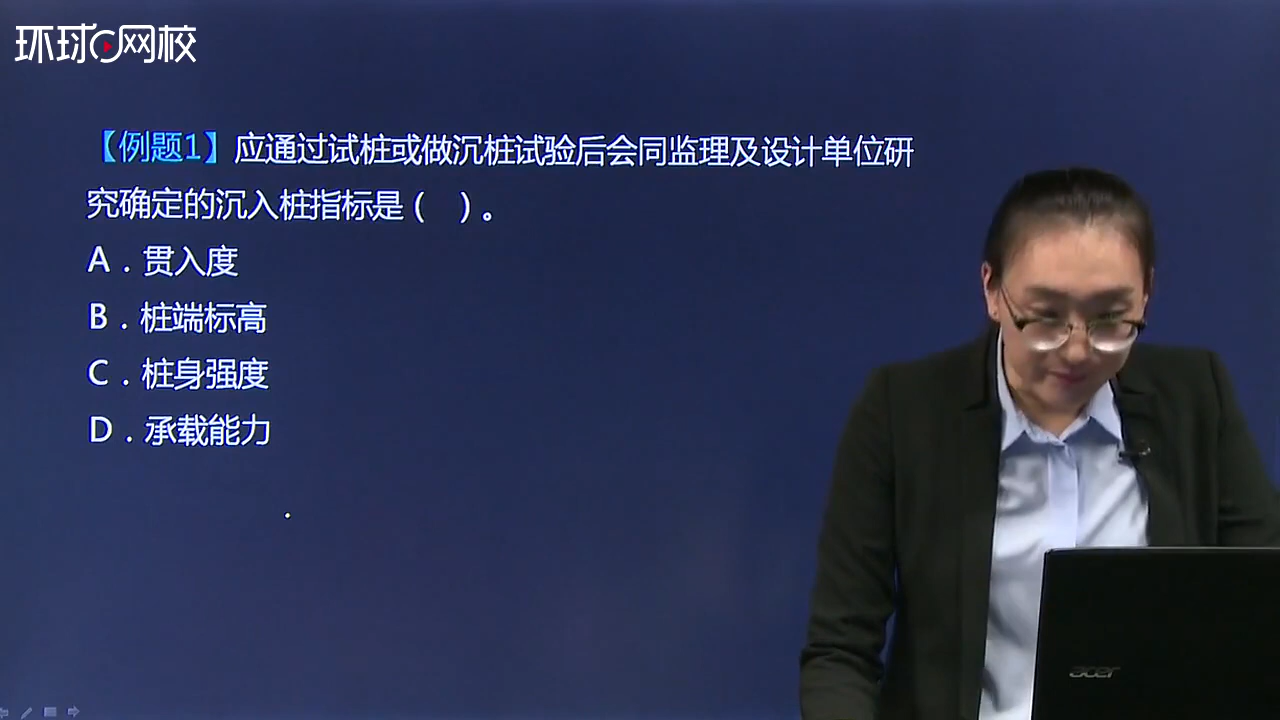 环球网校
【例题1】应通过试桩或做沉桩试验后会同监理及设计单位研
究确定的沉入桩指标是（ ）。
A．贯入度
B．桩端标高
C．桩身强度
D．承载能力
acer